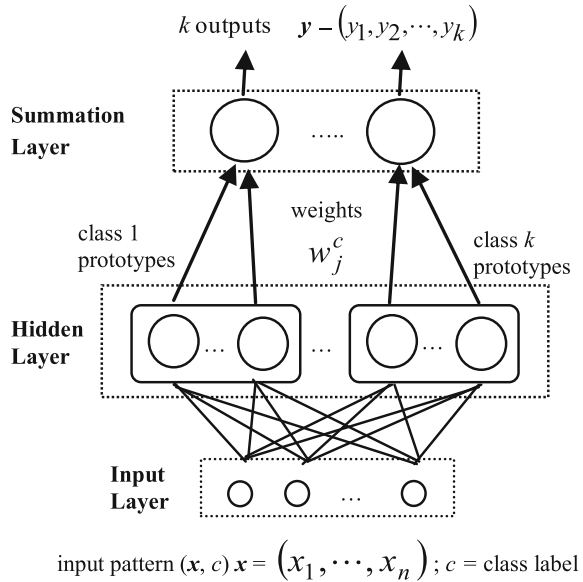 k outputs y – (y₁, y₂, ···, yₖ)
Summation
Layer
.....
weights
class 1
prototypes
w_j^c
class k
prototypes
Hidden
Layer
... ... ...
Input
Layer
...
input pattern (x, c) x = (x₁, ···, xₙ) ; c = class label